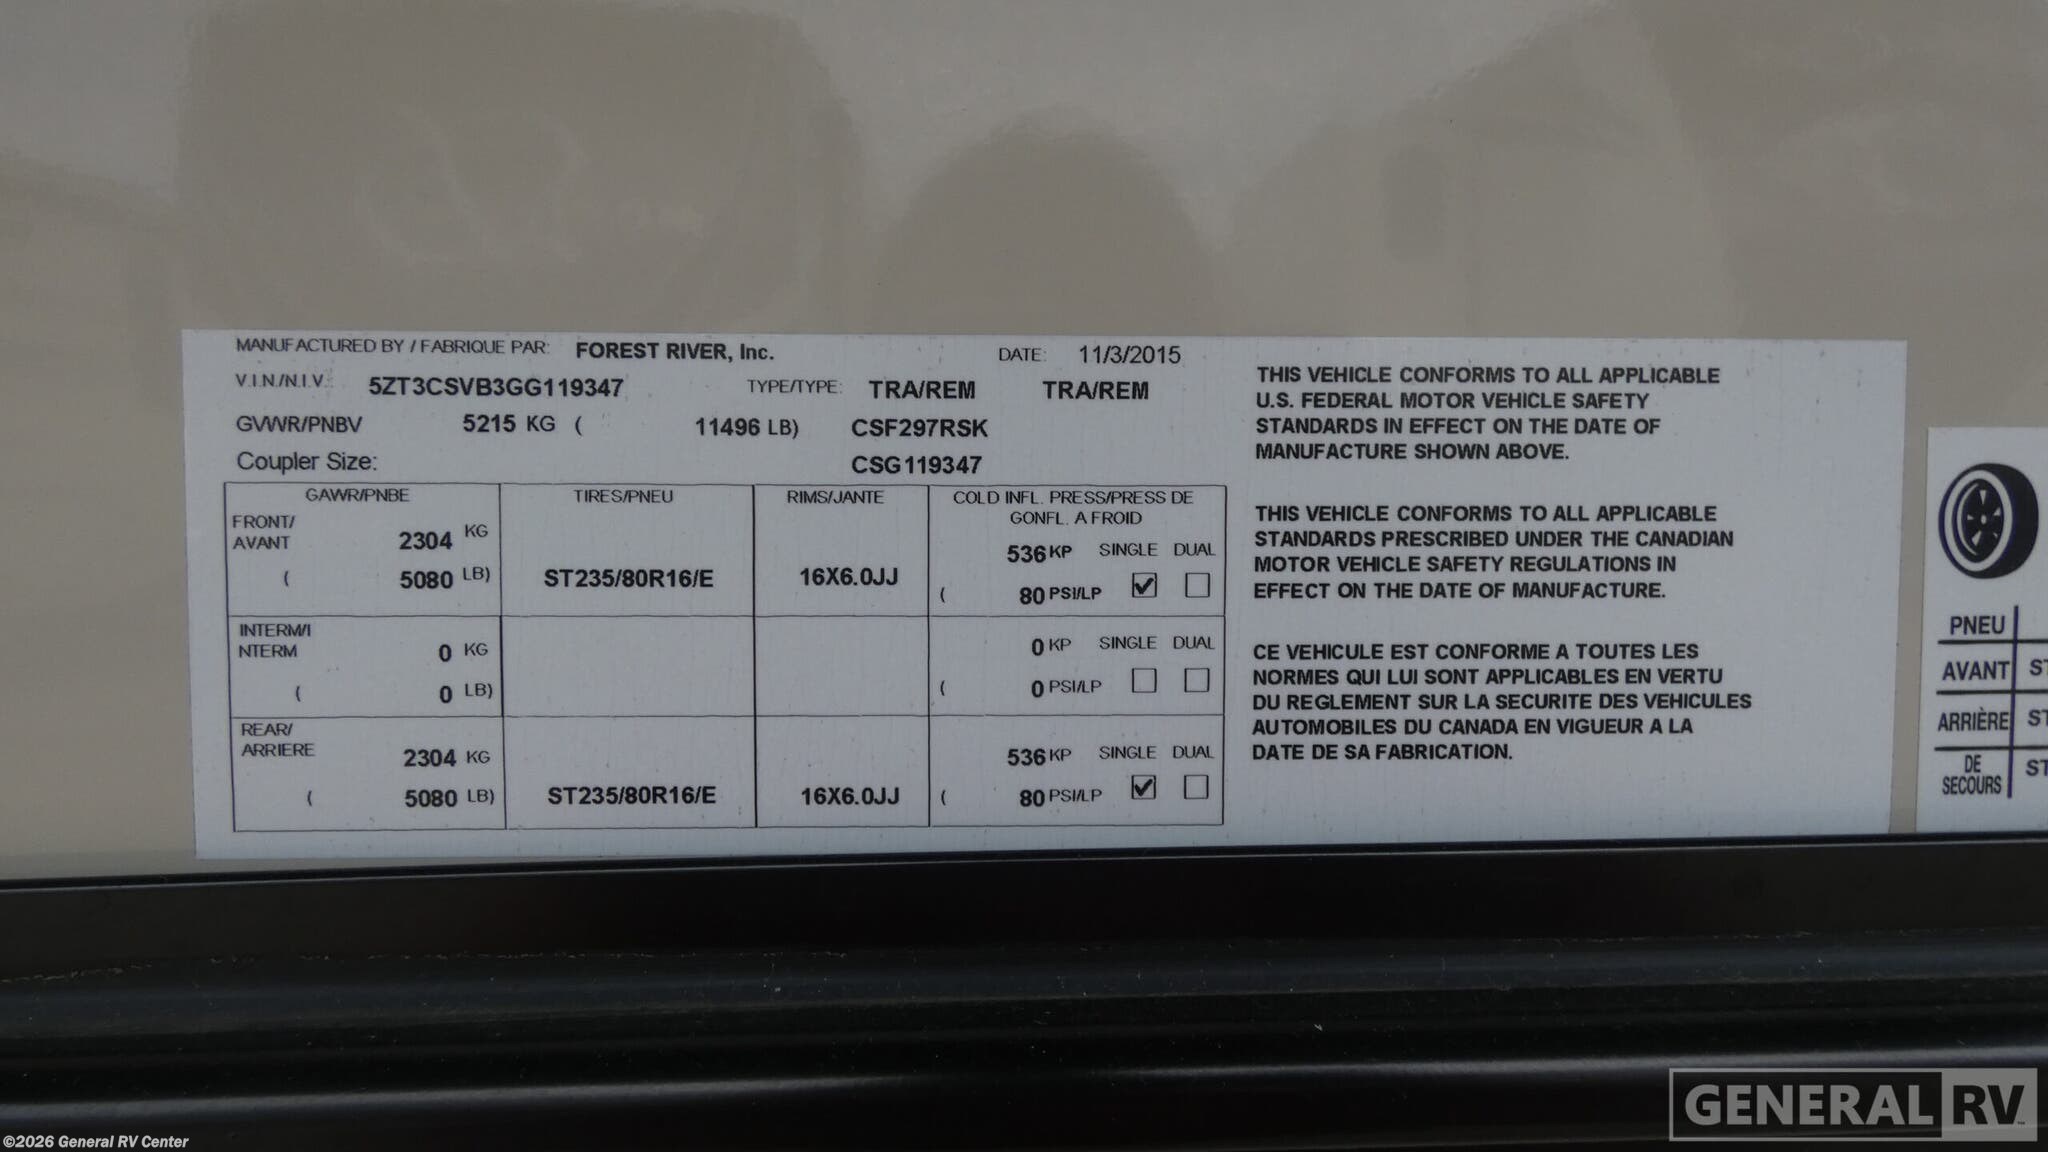 MANUFACTURED BY / FABRIQUE PAR: FOREST RIVER, Inc. DATE: 11/3/2015
V.I.N./N.I.V.: 5ZT3CSVB3GG119347 TYPE/TYPE: TRA/REM TRA/REM
GVWR/PNBV 5215 KG ( 11496 LB) CSF297RSK
Coupler Size: CSG119347
GAWR/PNBE TIRES/PNEU RIMS/JANTE COLD INFL. PRESS/PRESS DE
GONFL. A FROID
FRONT/
AVANT 2304 KG 536 KP SINGLE DUAL
( 5080 LB) ST235/80R16/E 16X6.0JJ ( 80 PSI/LP
INTERM/I
NTERM 0 KG 0 KP SINGLE DUAL
( 0 LB) ( 0 PSI/LP
REAR/
ARRIERE 2304 KG 536 KP SINGLE DUAL
( 5080 LB) ST235/80R16/E 16X6.0JJ ( 80 PSI/LP
THIS VEHICLE CONFORMS TO ALL APPLICABLE
U.S. FEDERAL MOTOR VEHICLE SAFETY
STANDARDS IN EFFECT ON THE DATE OF
MANUFACTURE SHOWN ABOVE.
THIS VEHICLE CONFORMS TO ALL APPLICABLE
STANDARDS PRESCRIBED UNDER THE CANADIAN
MOTOR VEHICLE SAFETY REGULATIONS IN
EFFECT ON THE DATE OF MANUFACTURE.
CE VEHICULE EST CONFORME A TOUTES LES
NORMES QUI LUI SONT APPLICABLES EN VERTU
DU REGLEMENT SUR LA SECURITE DES VEHICULES
AUTOMOBILES DU CANADA EN VIGUEUR A LA
DATE DE SA FABRICATION.
PNEU
AVANT ST
ARRIÈRE ST
DE
SECOURS ST
GENERAL RV
©2026 General RV Center